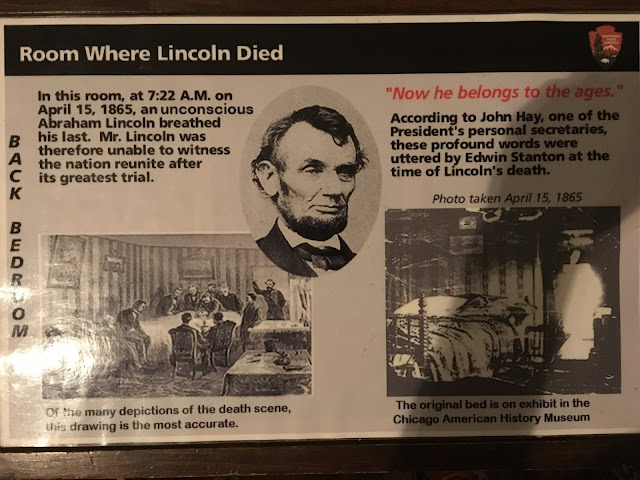 Room Where Lincoln Died
BACK BEDROOM
In this room, at 7:22 A.M. on
April 15, 1865, an unconscious
Abraham Lincoln breathed
his last. Mr. Lincoln was
therefore unable to witness
the nation reunite after
its greatest trial.
Of the many depictions of the death scene,
this drawing is the most accurate.
"Now he belongs to the ages."
According to John Hay, one of the
President's personal secretaries,
these profound words were
uttered by Edwin Stanton at the
time of Lincoln's death.
Photo taken April 15, 1865
The original bed is on exhibit in the
Chicago American History Museum